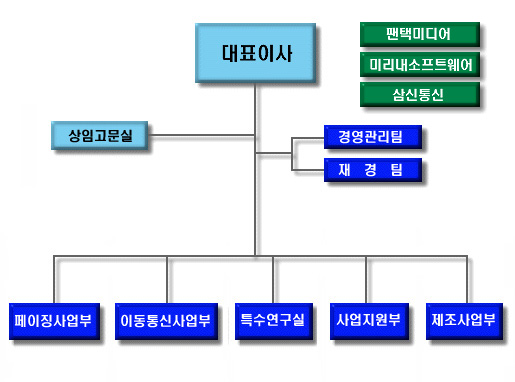 대표이사
팬택미디어
미리내소프트웨어
삼신통신
상임고문실
경영관리팀
재 경 팀
페이징사업부
이동통신사업부
특수연구실
사업지원부
제조사업부